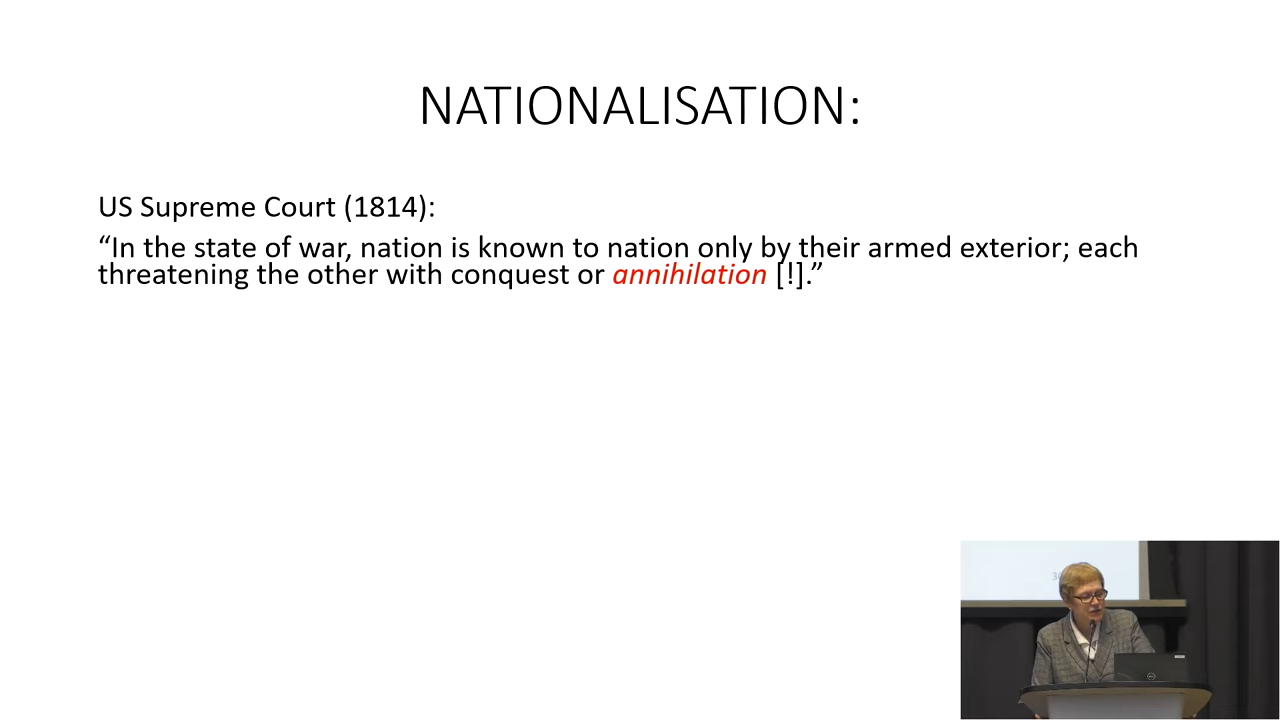 NATIONALISATION:
US Supreme Court (1814):
“In the state of war, nation is known to nation only by their armed exterior; each
threatening the other with conquest or annihilation [!].”